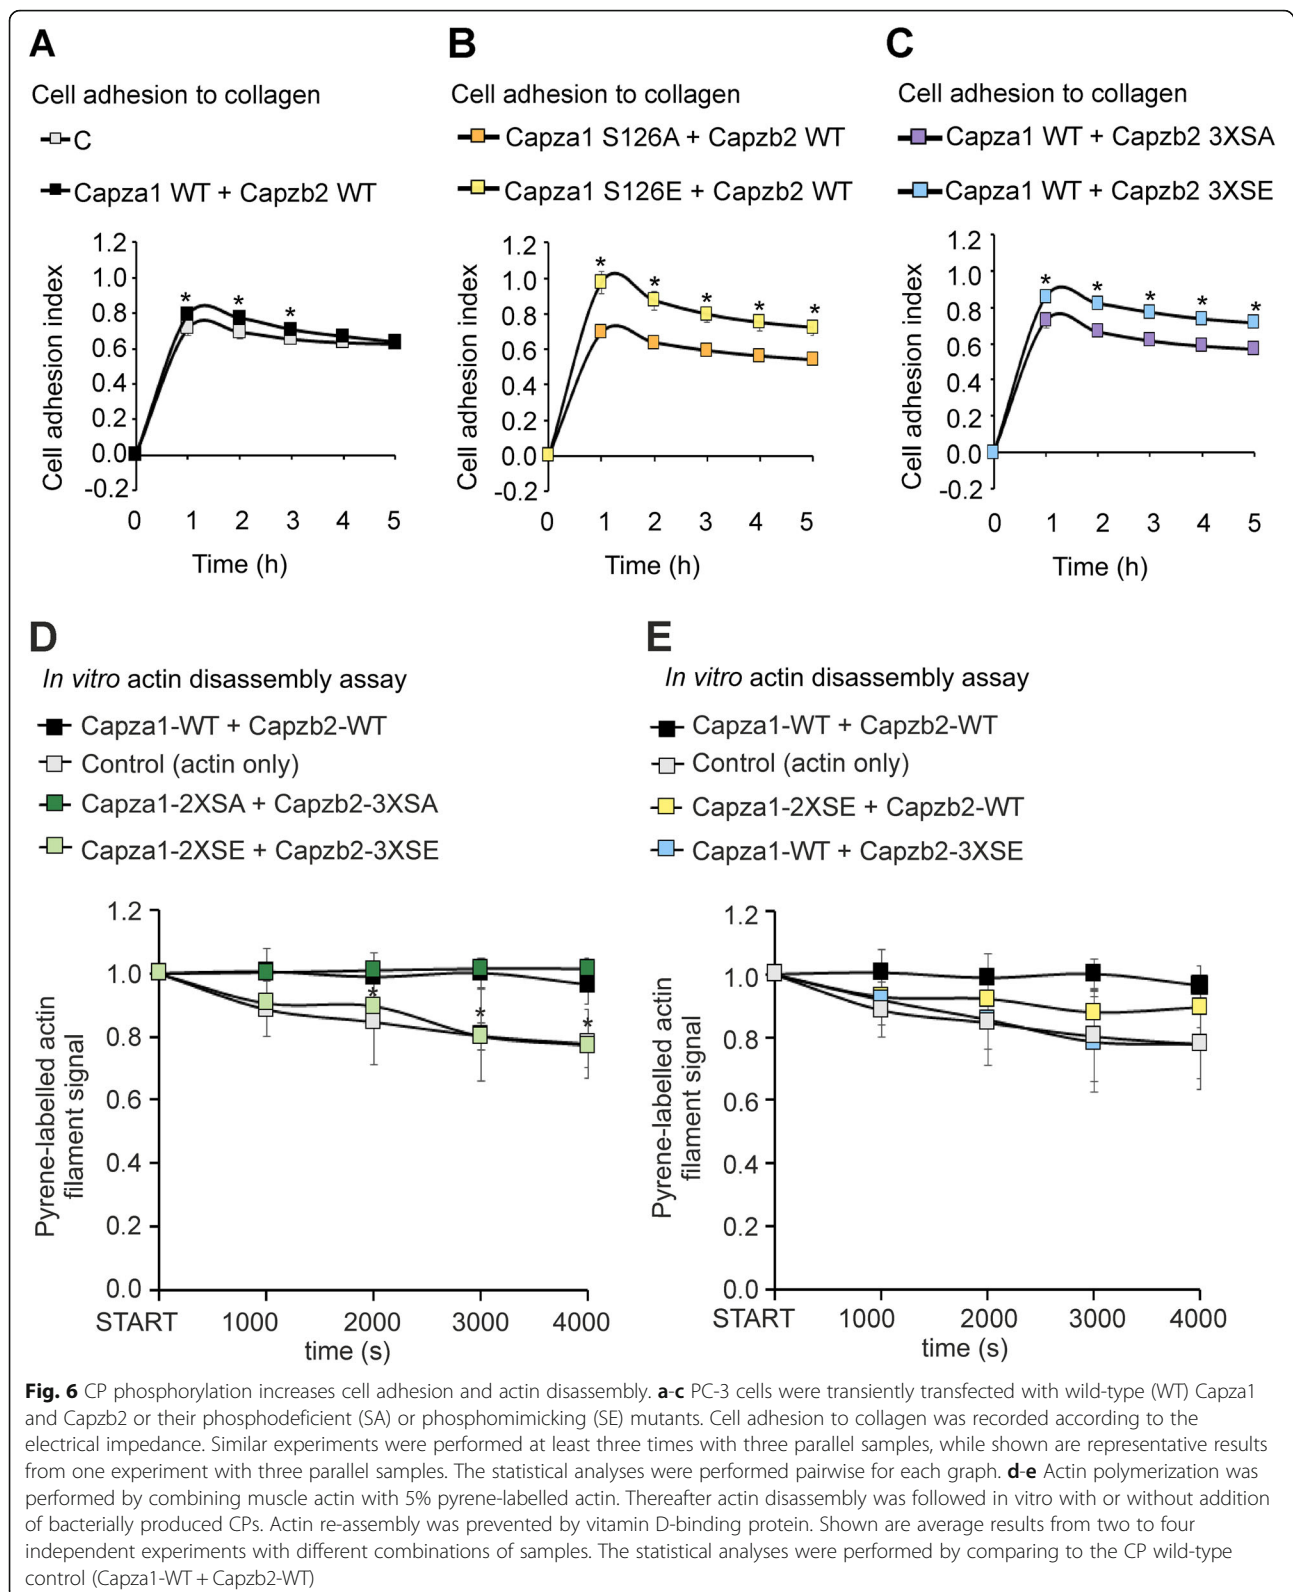 A
Cell adhesion to collagen
C
Capza1 WT + Capzb2 WT
Cell adhesion index
1.2
1.0
0.8
0.6
0.4
0.2
0.0
-0.2
* * *
0 1 2 3 4 5
Time (h)
B
Cell adhesion to collagen
Capza1 S126A + Capzb2 WT
Capza1 S126E + Capzb2 WT
Cell adhesion index
1.2
1.0
0.8
0.6
0.4
0.2
0.0
-0.2
* * * * *
0 1 2 3 4 5
Time (h)
C
Cell adhesion to collagen
Capza1 WT + Capzb2 3XSA
Capza1 WT + Capzb2 3XSE
Cell adhesion index
1.2
1.0
0.8
0.6
0.4
0.2
0.0
-0.2
* * * * *
0 1 2 3 4 5
Time (h)
D
In vitro actin disassembly assay
Capza1-WT + Capzb2-WT
Control (actin only)
Capza1-2XSA + Capzb2-3XSA
Capza1-2XSE + Capzb2-3XSE
Pyrene-labelled actin
filament signal
1.2
1.0
0.8
0.6
0.4
0.2
0.0
* * *
START 1000 2000 3000 4000
time (s)
E
In vitro actin disassembly assay
Capza1-WT + Capzb2-WT
Control (actin only)
Capza1-2XSE + Capzb2-WT
Capza1-WT + Capzb2-3XSE
Pyrene-labelled actin
filament signal
1.2
1.0
0.8
0.6
0.4
0.2
0.0
START 1000 2000 3000 4000
time (s)
Fig. 6 CP phosphorylation increases cell adhesion and actin disassembly. a-c PC-3 cells were transiently transfected with wild-type (WT) Capza1
and Capzb2 or their phosphodeficient (SA) or phosphomimicking (SE) mutants. Cell adhesion to collagen was recorded according to the
electrical impedance. Similar experiments were performed at least three times with three parallel samples, while shown are representative results
from one experiment with three parallel samples. The statistical analyses were performed pairwise for each graph. d-e Actin polymerization was
performed by combining muscle actin with 5% pyrene-labelled actin. Thereafter actin disassembly was followed in vitro with or without addition
of bacterially produced CPs. Actin re-assembly was prevented by vitamin D-binding protein. Shown are average results from two to four
independent experiments with different combinations of samples. The statistical analyses were performed by comparing to the CP wild-type
control (Capza1-WT + Capzb2-WT)